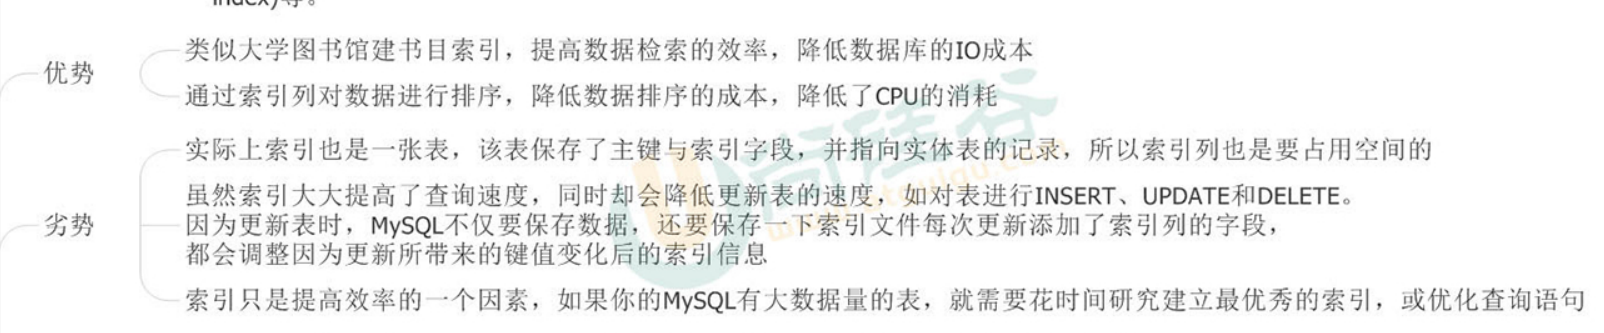 index)等。
优势
类似大学图书馆建书目索引，提高数据检索的效率，降低数据库的IO成本
通过索引列对数据进行排序，降低数据排序的成本，降低了CPU的消耗
劣势
实际上索引也是一张表，该表保存了主键与索引字段，并指向实体表的记录，所以索引列也是要占用空间的
虽然索引大大提高了查询速度，同时却会降低更新表的速度，如对表进行INSERT、UPDATE和DELETE。
因为更新表时，MySQL不仅要保存数据，还要保存一下索引文件每次更新添加了索引列的字段，
都会调整因为更新所带来的键值变化后的索引信息
索引只是提高效率的一个因素，如果你的MySQL有大数据量的表，就需要花时间研究建立最优秀的索引，或优化查询语句
尚硅谷